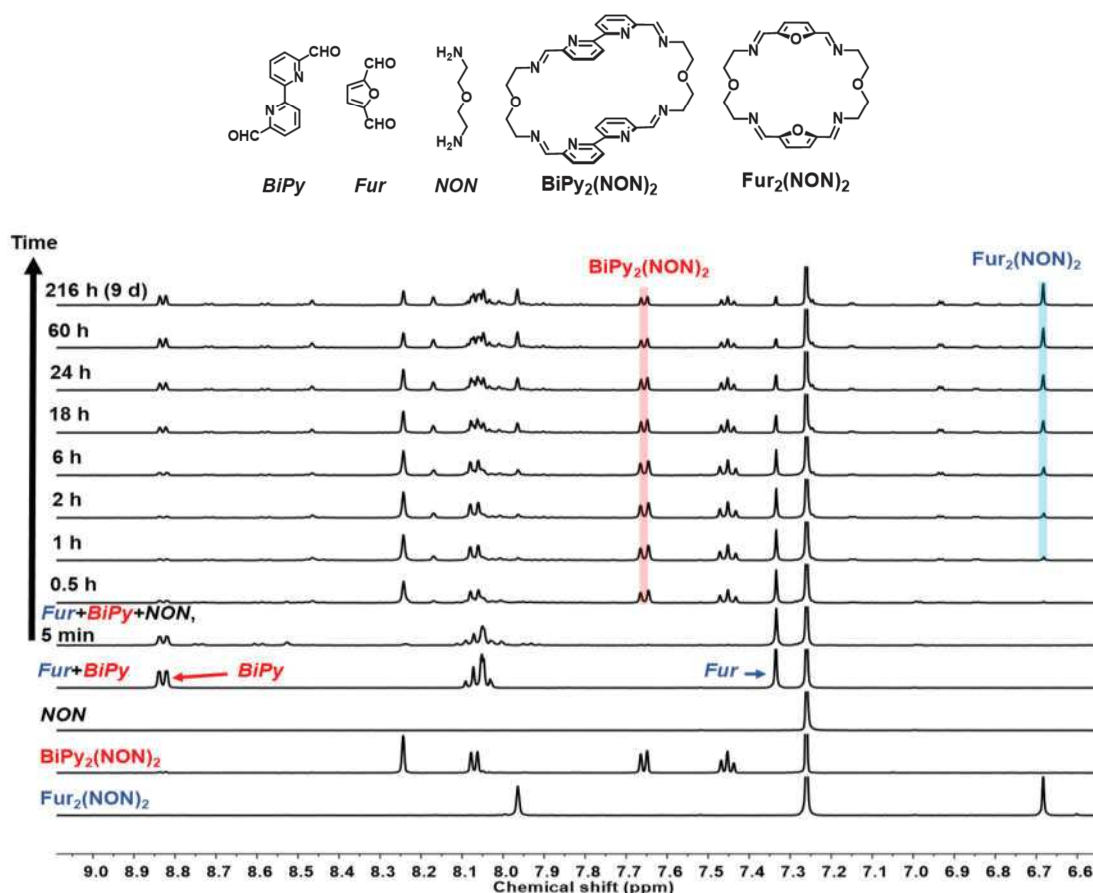 CHO
N
N
OHC
BiPy
CHO
O
CHO
Fur
H₂N
O
H₂N
NON
N
N
N
N
O
O
N
N
N
N
BiPy₂(NON)₂
N
O
N
O
O
N
O
N
Fur₂(NON)₂
Time
BiPy₂(NON)₂
Fur₂(NON)₂
216 h (9 d)
60 h
24 h
18 h
6 h
2 h
1 h
0.5 h
Fur+BiPy+NON,
5 min
Fur+BiPy
BiPy
Fur
NON
BiPy₂(NON)₂
Fur₂(NON)₂
9.0 8.9 8.8 8.7 8.6 8.5 8.4 8.3 8.2 8.1 8.0 7.9 7.8 7.7 7.6 7.5 7.4 7.3 7.2 7.1 7.0 6.9 6.8 6.7 6.6
Chemical shift (ppm)